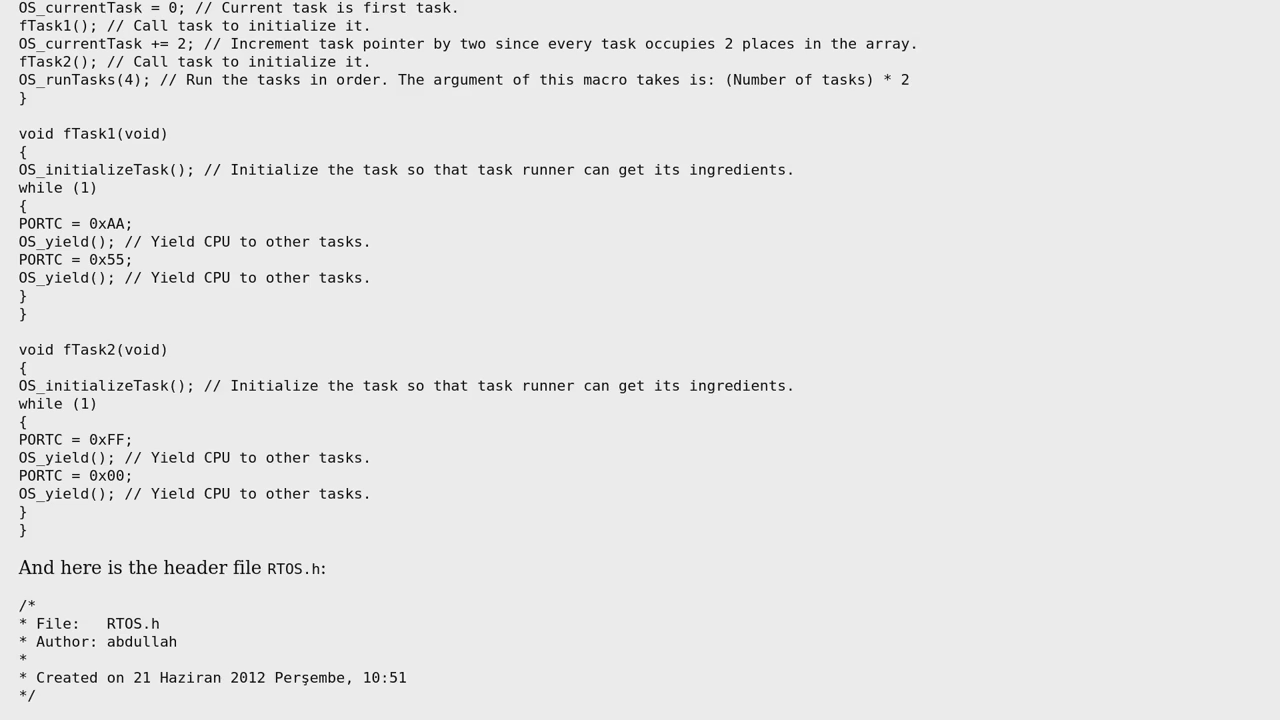 OS_currentTask = 0; // Current task is first task.
fTask1(); // Call task to initialize it.
OS_currentTask += 2; // Increment task pointer by two since every task occupies 2 places in the array.
fTask2(); // Call task to initialize it.
OS_runTasks(4); // Run the tasks in order. The argument of this macro takes is: (Number of tasks) * 2
}
void fTask1(void)
{
OS_initializeTask(); // Initialize the task so that task runner can get its ingredients.
while (1)
{
PORTC = 0xAA;
OS_yield(); // Yield CPU to other tasks.
PORTC = 0x55;
OS_yield(); // Yield CPU to other tasks.
}
}
void fTask2(void)
{
OS_initializeTask(); // Initialize the task so that task runner can get its ingredients.
while (1)
{
PORTC = 0xFF;
OS_yield(); // Yield CPU to other tasks.
PORTC = 0x00;
OS_yield(); // Yield CPU to other tasks.
}
}
And here is the header file RTOS.h:
/*
* File:   RTOS.h
* Author: abdullah
*
* Created on 21 Haziran 2012 Perşembe, 10:51
*/